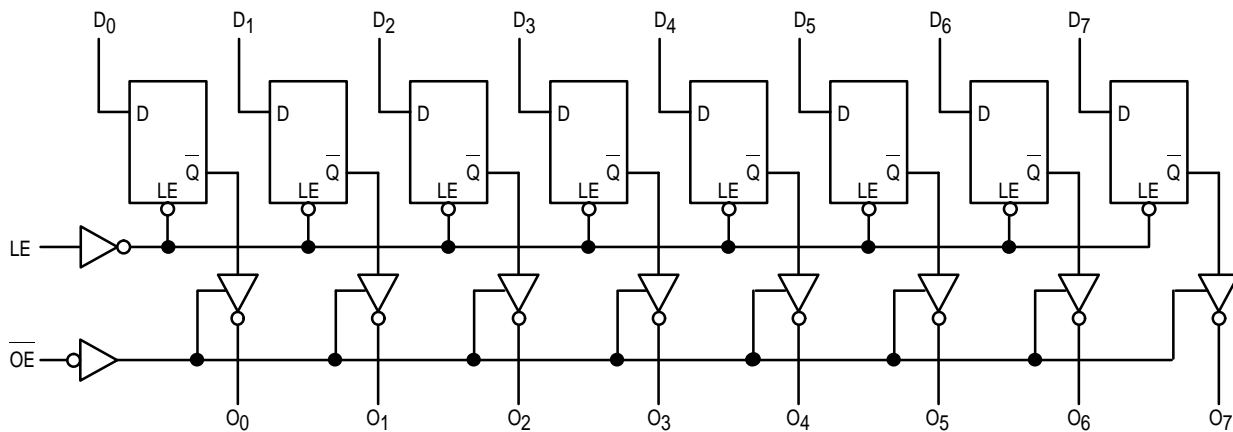 D0 D1 D2 D3 D4 D5 D6 D7
D D D D D D D D
Q̅ Q̅ Q̅ Q̅ Q̅ Q̅ Q̅ Q̅
LE LE LE LE LE LE LE LE
LE
O̅E̅
O0 O1 O2 O3 O4 O5 O6 O7